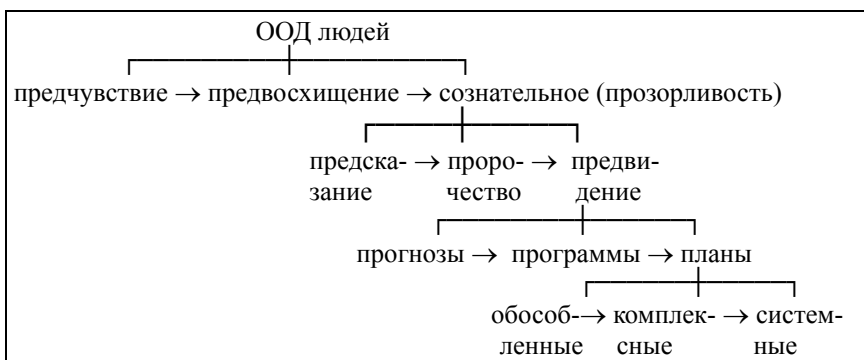 ООД людей
предчувствие → предвосхищение → сознательное (прозорливость)
предска- → проро- → предви-
зание чество дение
прогнозы → программы → планы
обособ- → комплек- → систем-
ленные сные ные